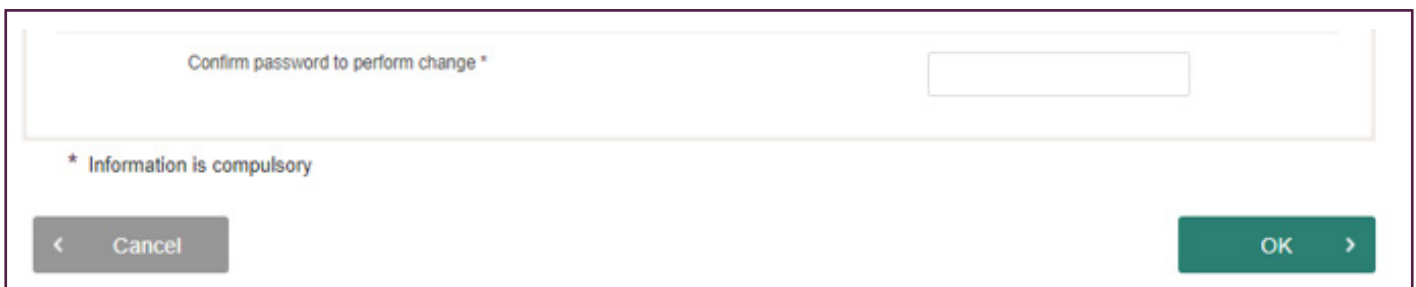 Confirm password to perform change *
* Information is compulsory
Cancel
OK